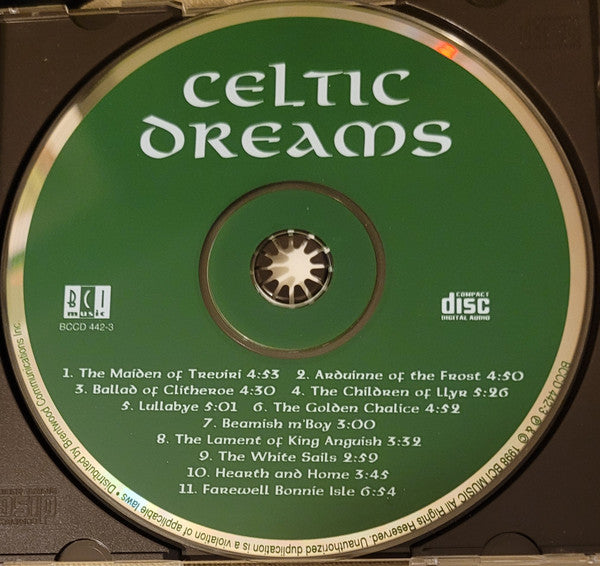 CELTIC
DREAMS
BCI
music
BCCD 442-3
COMPACT
disc
DIGITAL AUDIO
1. The Maiden of Treviri 4:53 2. Arduinne of the Frost 4:50
3. Ballad of Clitheroe 4:30 4. The Children of Llyr 5:26
5. Lullabye 5:01 6. The Golden Chalice 4:52
7. Beamish m'Boy 3:00
8. The Lament of King Anguish 3:32
9. The White Sails 2:59
10. Hearth and Home 3:45
11. Farewell Bonnie Isle 6:54
BCCD 442-3 ℗ & © 1998 BCI MUSIC All Rights Reserved. Unauthorized duplication is a violation of applicable laws • Distributed by Brentwood Communications Inc